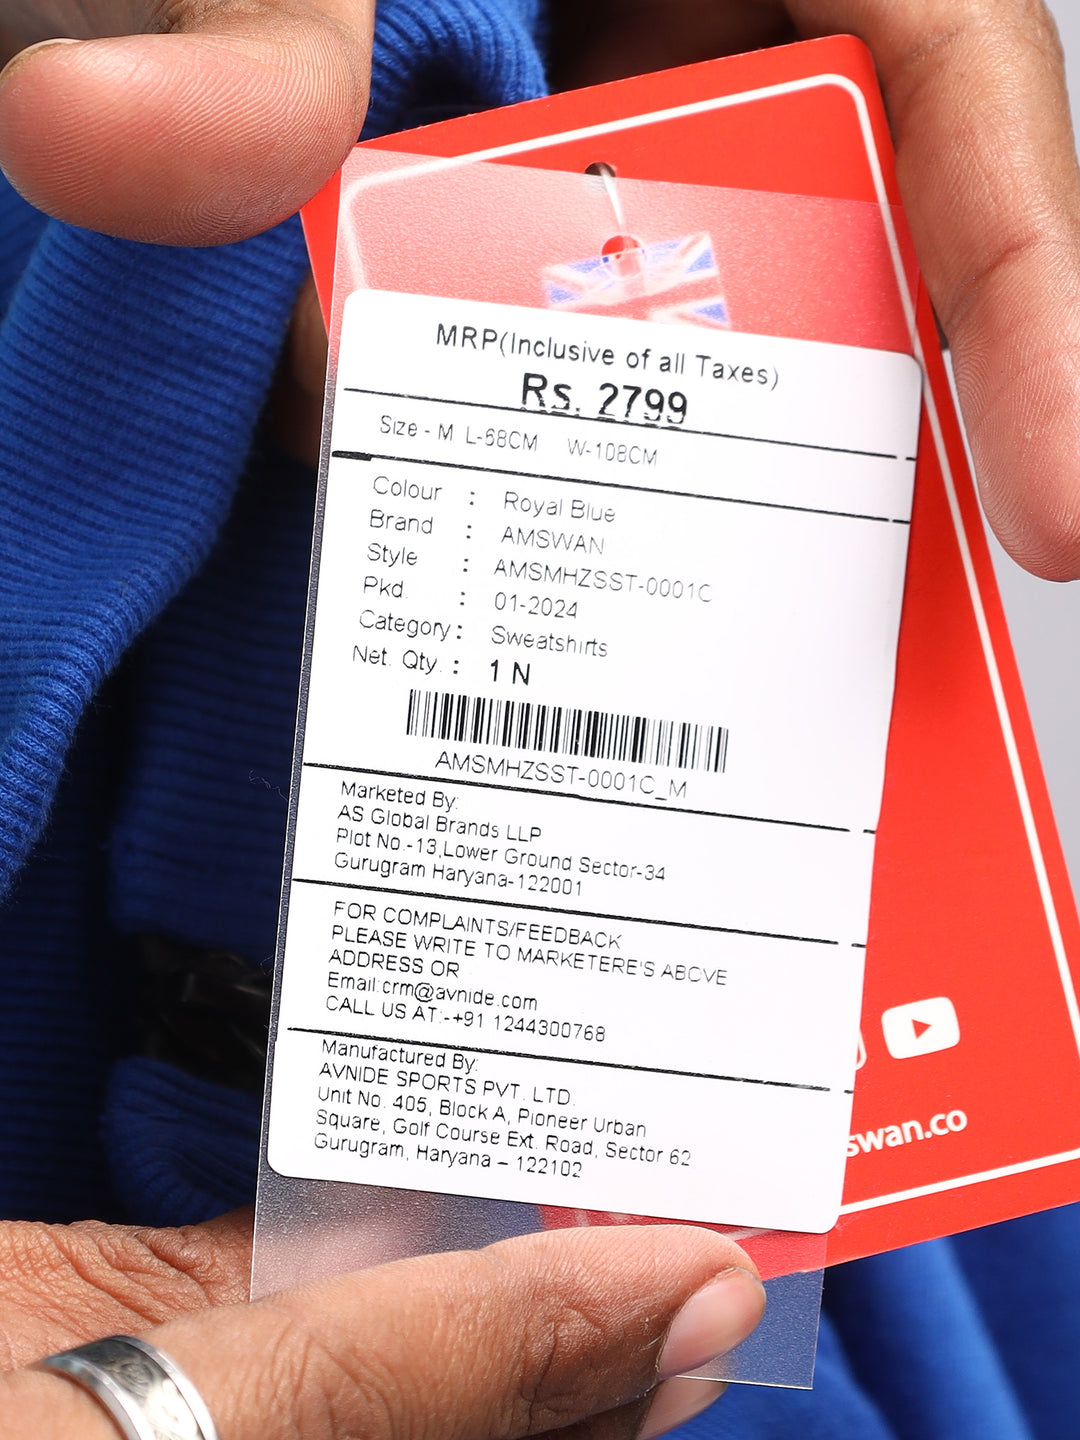 MRP(Inclusive of all Taxes)
Rs. 2799
Size - M L-68CM W-108CM
Colour : Royal Blue
Brand : AMSWAN
Style : AMSMHZSST-0001C
Pkd. : 01-2024
Category : Sweatshirts
Net. Qty. : 1 N
AMSMHZSST-0001C_M
Marketed By:
AS Global Brands LLP
Plot No.-13,Lower Ground Sector-34
Gurugram Haryana-122001
FOR COMPLAINTS/FEEDBACK
PLEASE WRITE TO MARKETERE'S ABOVE
ADDRESS OR
Email:crm@avnide.com
CALL US AT:-+91 1244300768
Manufactured By:
AVNIDE SPORTS PVT. LTD.
Unit No. 405, Block A, Pioneer Urban
Square, Golf Course Ext. Road, Sector 62
Gurugram, Haryana – 122102
swan.co